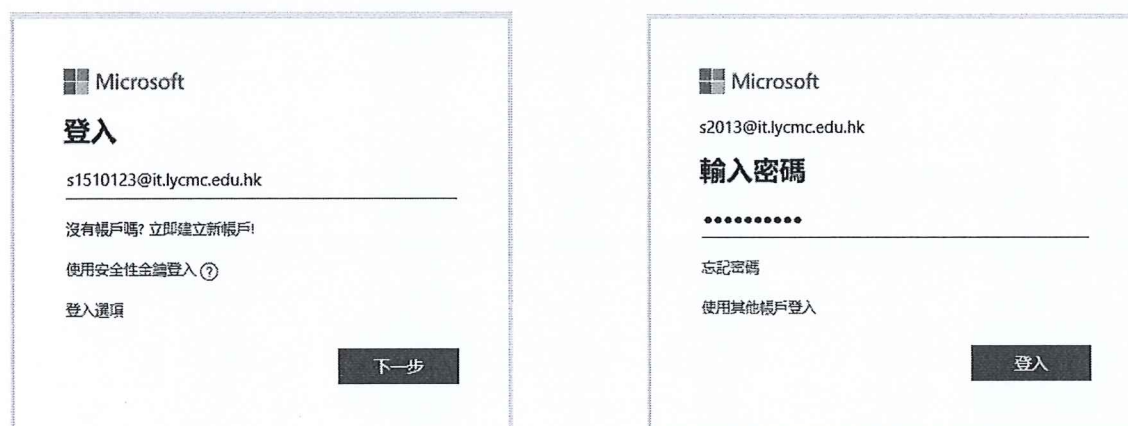 Microsoft
登入
s1510123@it.lycmc.edu.hk
沒有帳戶嗎? 立即建立新帳戶!
使用安全性金鑰登入 ?
登入選項
下一步
Microsoft
s2013@it.lycmc.edu.hk
輸入密碼
••••••••••
忘記密碼
使用其他帳戶登入
登入